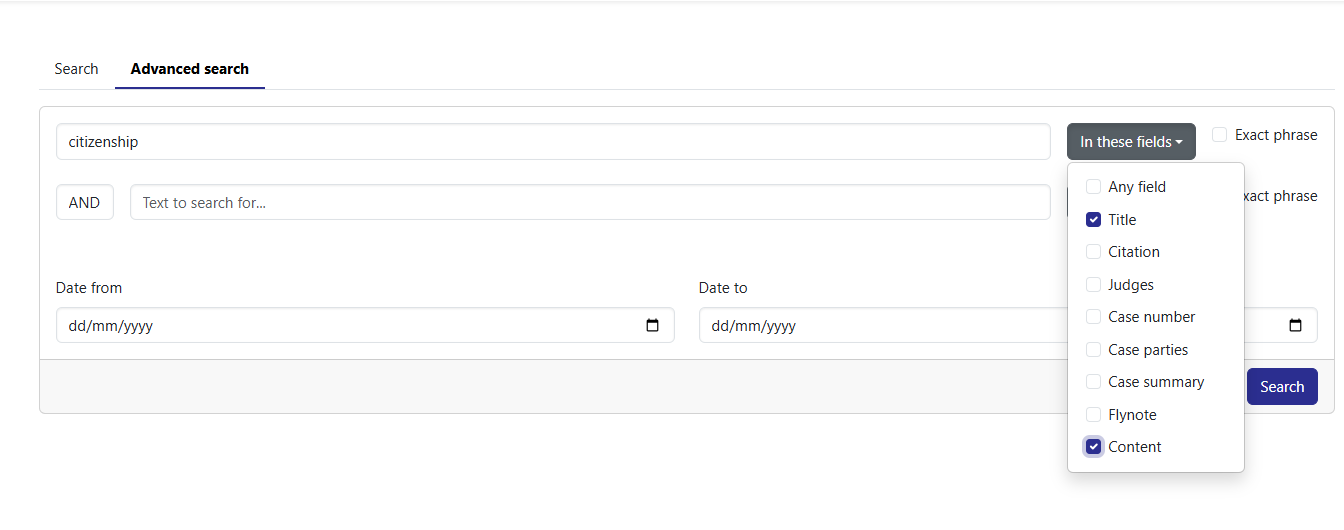 Search
Advanced search
citizenship
In these fields
Exact phrase
AND
Text to search for...
xact phrase
Any field
Title
Citation
Judges
Case number
Case parties
Case summary
Flynote
Content
Date from
Date to
dd/mm/yyyy
dd/mm/yyyy
Search